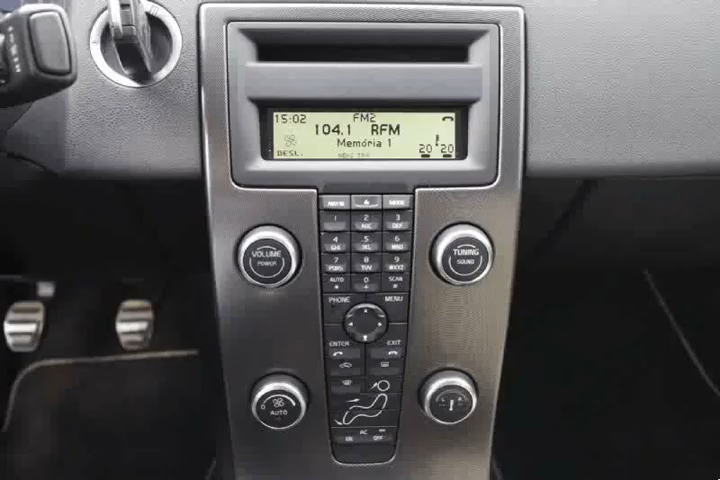 15:02 FM2
104.1 RFM
Memória 1
DESL. 20 20
1 2 ABC 3 DEF
4 GHI 5 JKL 6 MNO
7 PQRS 8 TUV 9 WXYZ
AUTO * 0 + SCAN #
VOLUME
POWER
TUNING
SOUND
PHONE MENU
ENTER EXIT
0 AUTO
AC
ON OFF